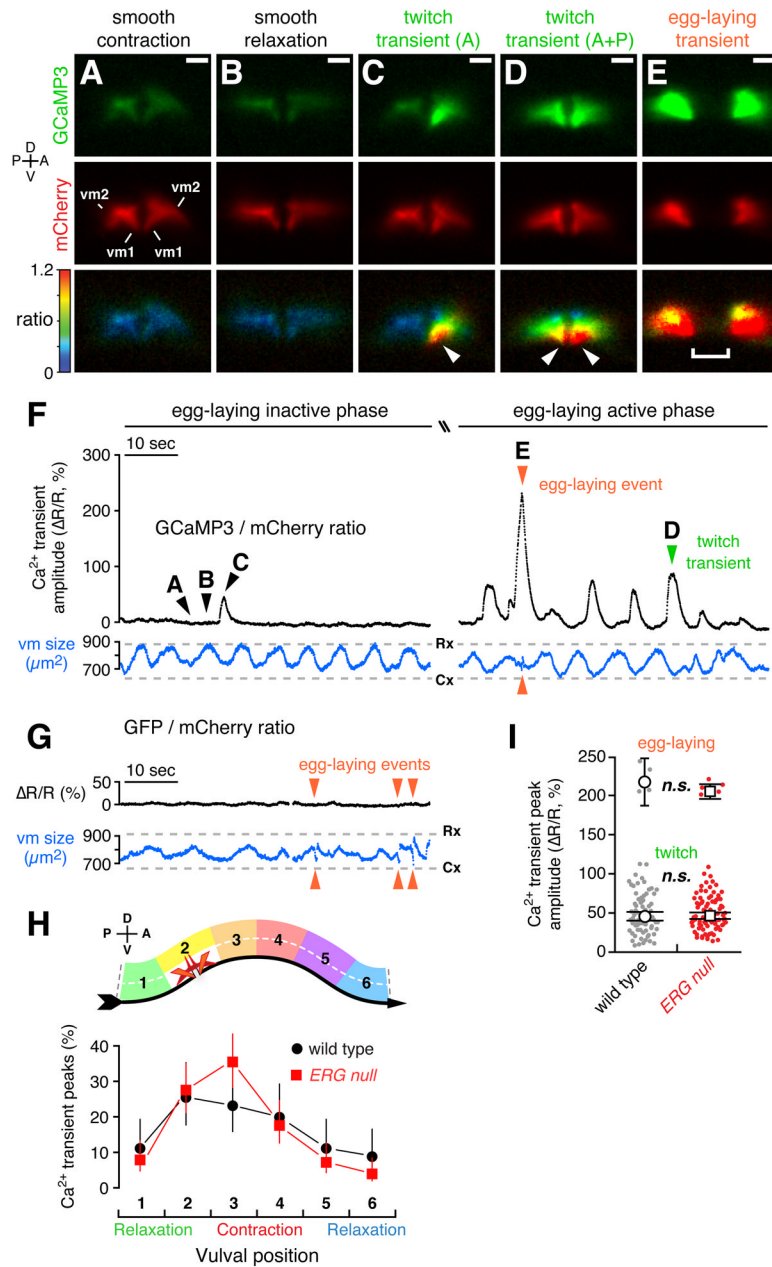 smooth contraction
smooth relaxation
twitch transient (A)
twitch transient (A+P)
egg-laying transient
A
B
C
D
E
GCaMP3
D
P A
V
mCherry
vm2
vm2
vm1
vm1
1.2
ratio
0
F
egg-laying inactive phase
egg-laying active phase
10 sec
300
200
100
0
Ca2+ transient
amplitude (ΔR/R, %)
GCaMP3 / mCherry ratio
A
B
C
E
egg-laying event
D
twitch
transient
vm size
(µm2)
900
700
Rx
Cx
G
GFP / mCherry ratio
10 sec
egg-laying events
50
0
ΔR/R (%)
vm size
(µm2)
900
700
Rx
Cx
H
D
P A
V
1
2
3
4
5
6
Ca2+ transient peaks (%)
40
30
20
10
0
wild type
ERG null
1 2 3 4 5 6
Relaxation
Contraction
Relaxation
Vulval position
I
egg-laying
n.s.
twitch
n.s.
Ca2+ transient peak
amplitude (ΔR/R, %)
250
200
150
100
50
0
wild type
ERG null